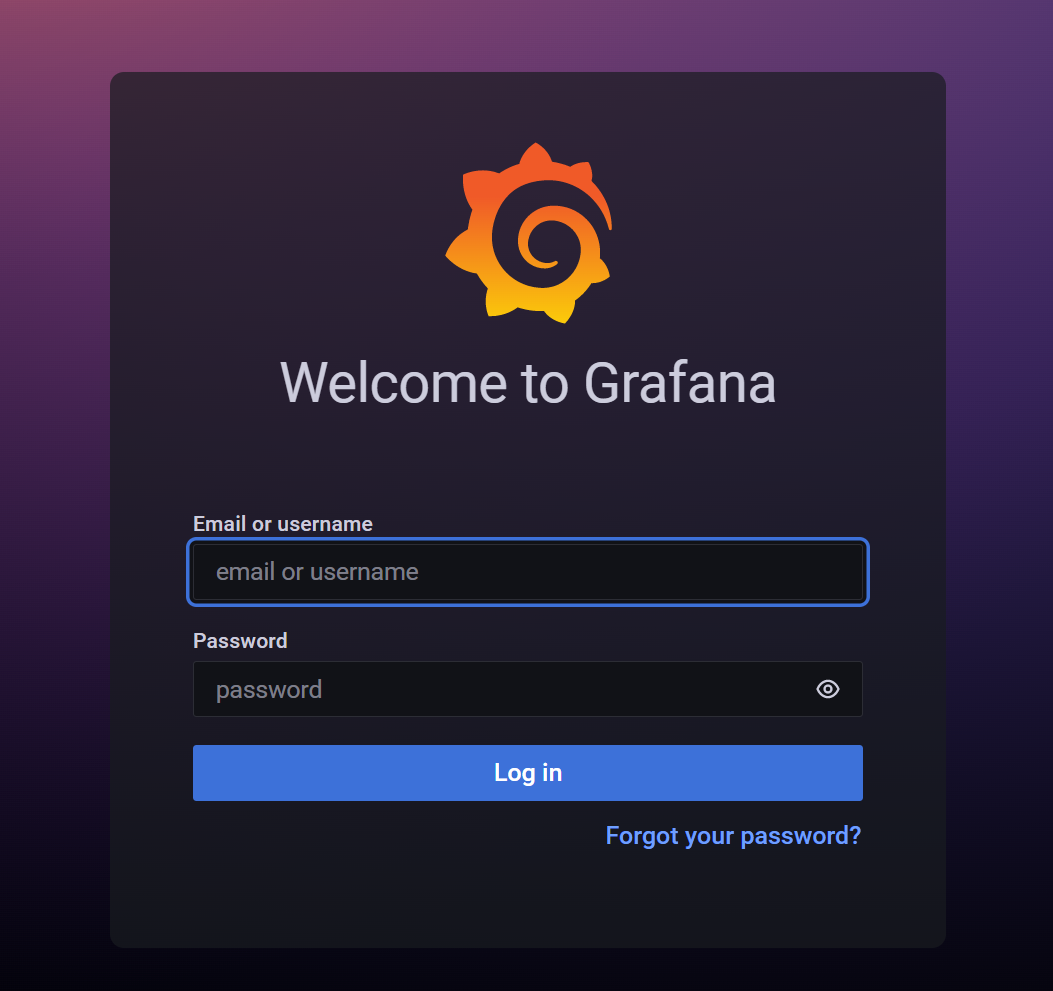 Welcome to Grafana
Email or username
email or username
Password
password
Log in
Forgot your password?